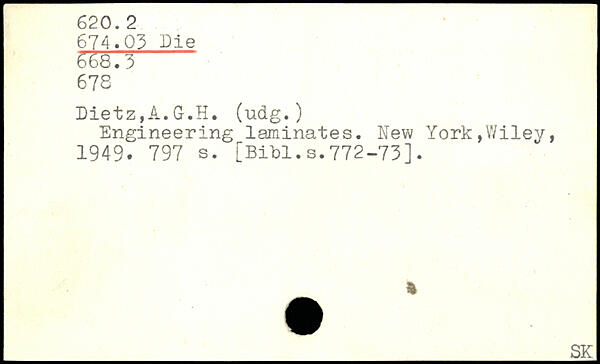 620.2
674.03 Die
668.3
678
Dietz,A.G.H. (udg.)
Engineering laminates. New York,Wiley,
1949. 797 s. [Bibl.s.772-73].
SK